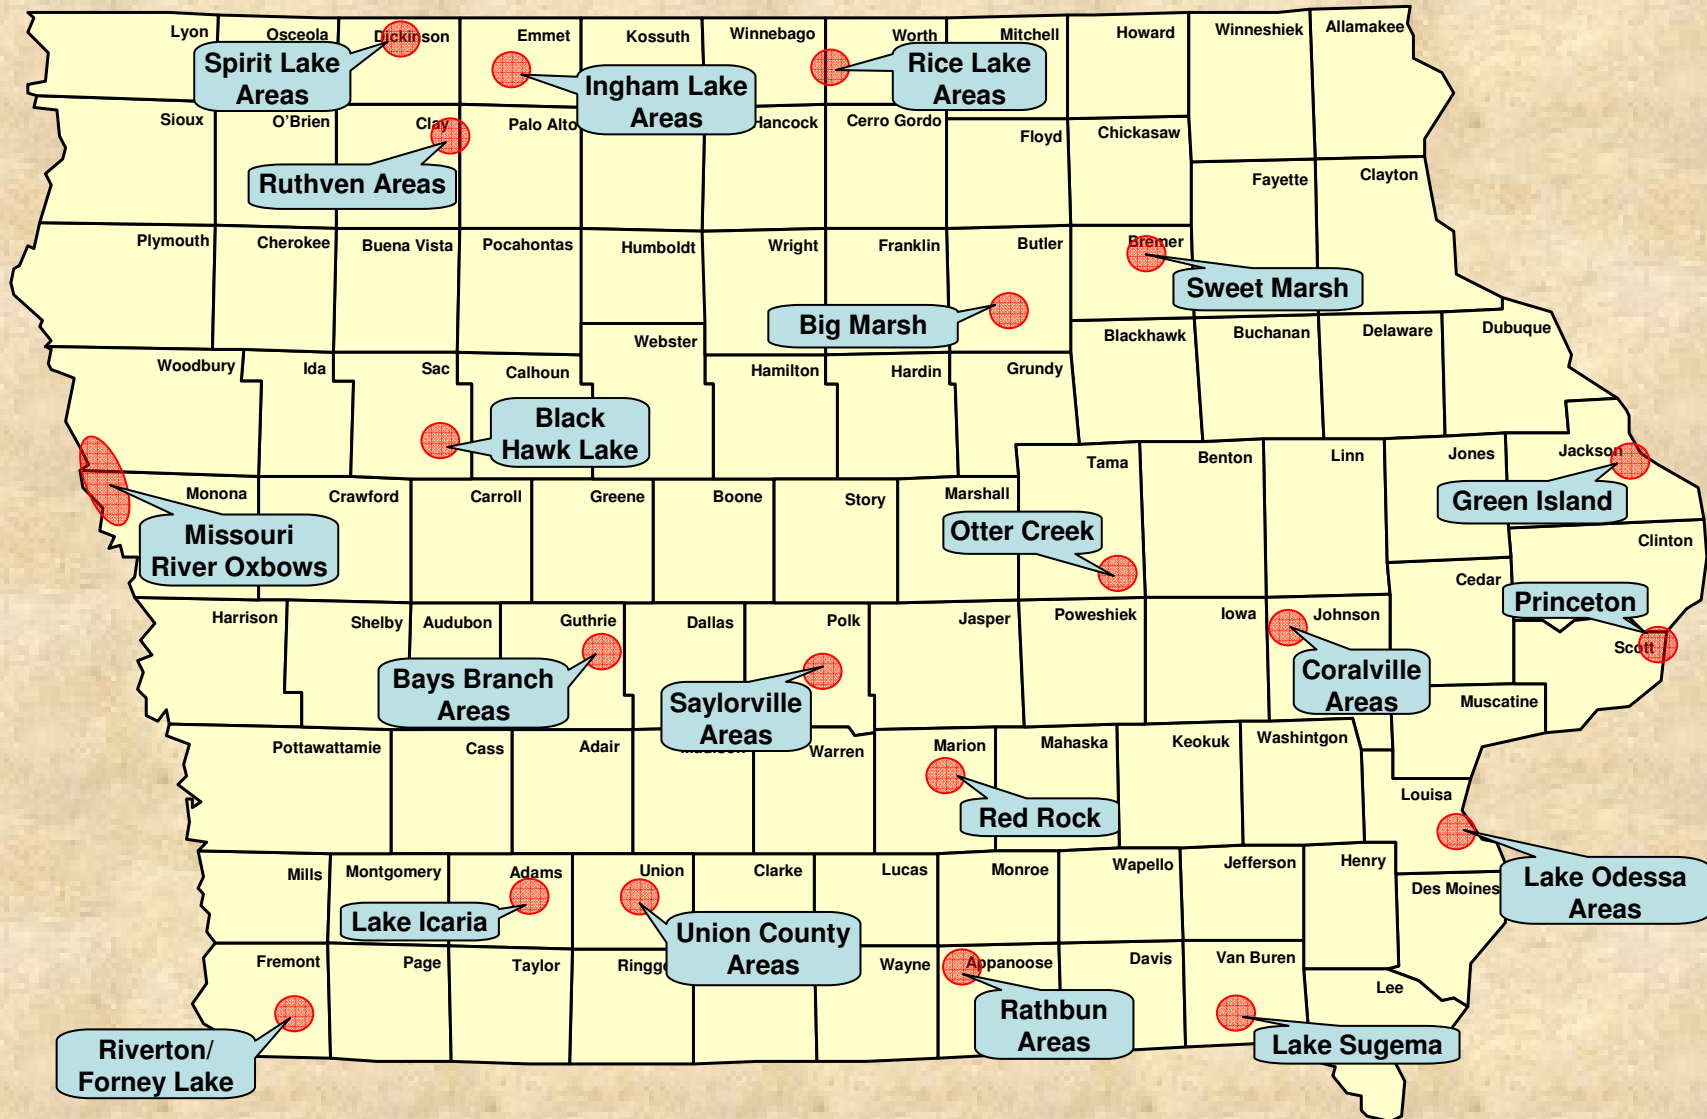 Lyon
Osceola
Dickinson
Emmet
Kossuth
Winnebago
Worth
Mitchell
Howard
Winneshiek
Allamakee
Spirit Lake
Areas
Ingham Lake
Areas
Rice Lake
Areas
Sioux
O'Brien
Clay
Palo Alto
Hancock
Cerro Gordo
Floyd
Chickasaw
Fayette
Clayton
Ruthven Areas
Plymouth
Cherokee
Buena Vista
Pocahontas
Humboldt
Wright
Franklin
Butler
Bremer
Sweet Marsh
Big Marsh
Webster
Blackhawk
Buchanan
Delaware
Dubuque
Woodbury
Ida
Sac
Calhoun
Hamilton
Hardin
Grundy
Black
Hawk Lake
Tama
Benton
Linn
Jones
Jackson
Green Island
Monona
Crawford
Carroll
Greene
Boone
Story
Marshall
Missouri
River Oxbows
Otter Creek
Clinton
Cedar
Princeton
Harrison
Shelby
Audubon
Guthrie
Dallas
Polk
Jasper
Poweshiek
Iowa
Johnson
Scott
Bays Branch
Areas
Saylorville
Areas
Coralville
Areas
Muscatine
Pottawattamie
Cass
Adair
Warren
Marion
Mahaska
Keokuk
Washintgon
Red Rock
Louisa
Mills
Montgomery
Adams
Union
Clarke
Lucas
Monroe
Wapello
Jefferson
Henry
Des Moines
Lake Odessa
Areas
Lake Icaria
Union County
Areas
Fremont
Page
Taylor
Wayne
Appanoose
Davis
Van Buren
Lee
Rathbun
Areas
Lake Sugema
Riverton/
Forney Lake